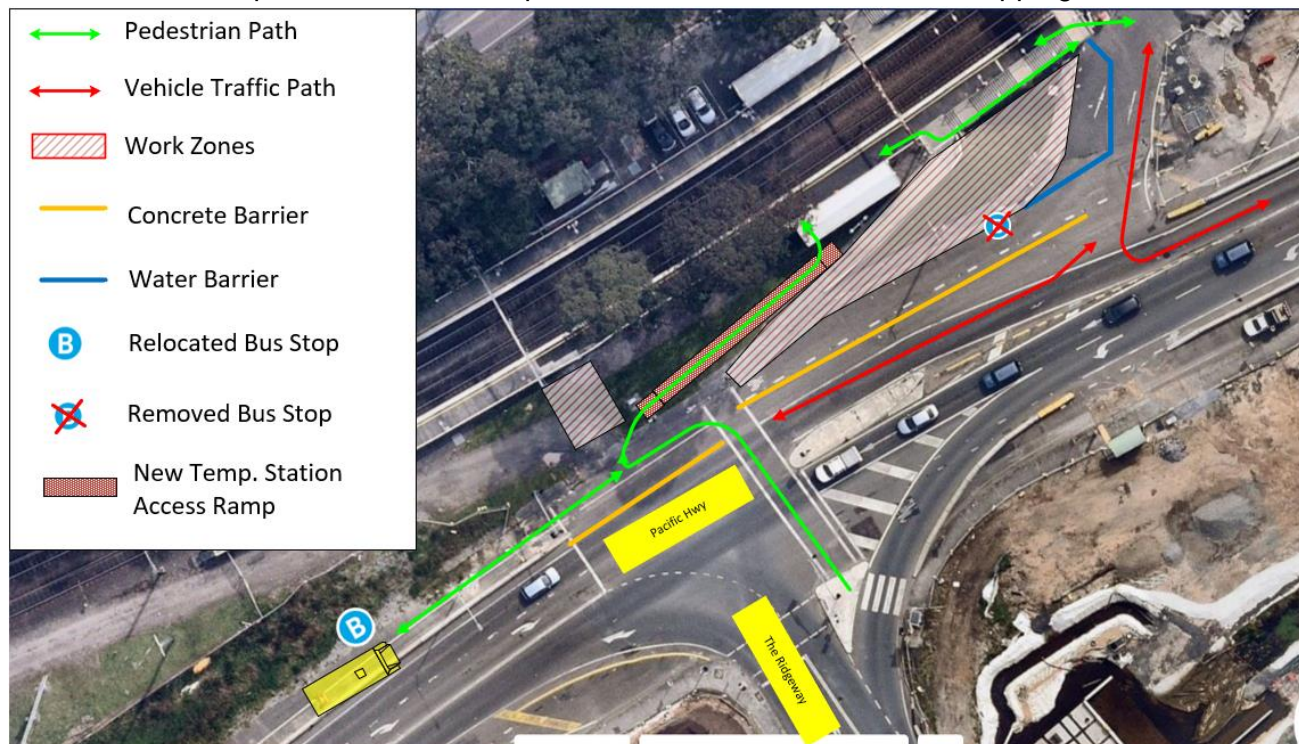 Pedestrian Path
Vehicle Traffic Path
Work Zones
Concrete Barrier
Water Barrier
B
Relocated Bus Stop
Removed Bus Stop
New Temp. Station
Access Ramp
Pacific Hwy
B
The Ridgeway